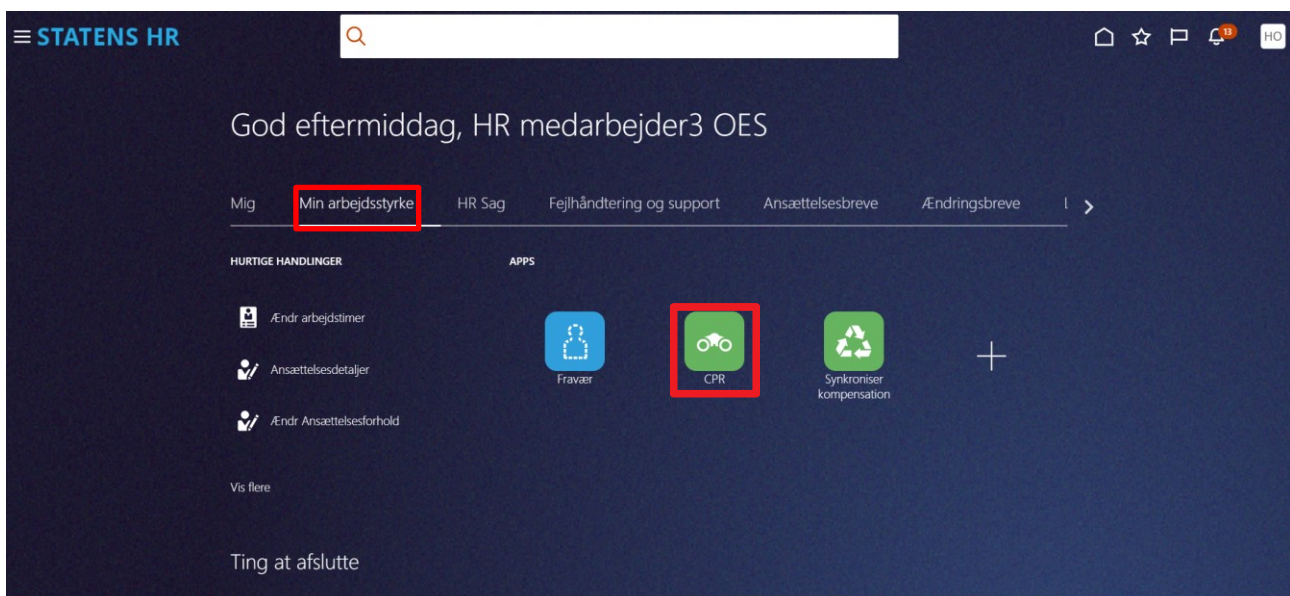 STATENS HR
13
HO
God eftermiddag, HR medarbejder3 OES
Mig Min arbejdsstyrke HR Sag Fejlhåndtering og support Ansættelsesbreve Ændringsbreve
HURTIGE HANDLINGER APPS
Ændr arbejdstimer
Ansættelsesdetaljer
Ændr Ansættelsesforhold
Fravær CPR Synkroniser
kompensation
Vis flere
Ting at afslutte